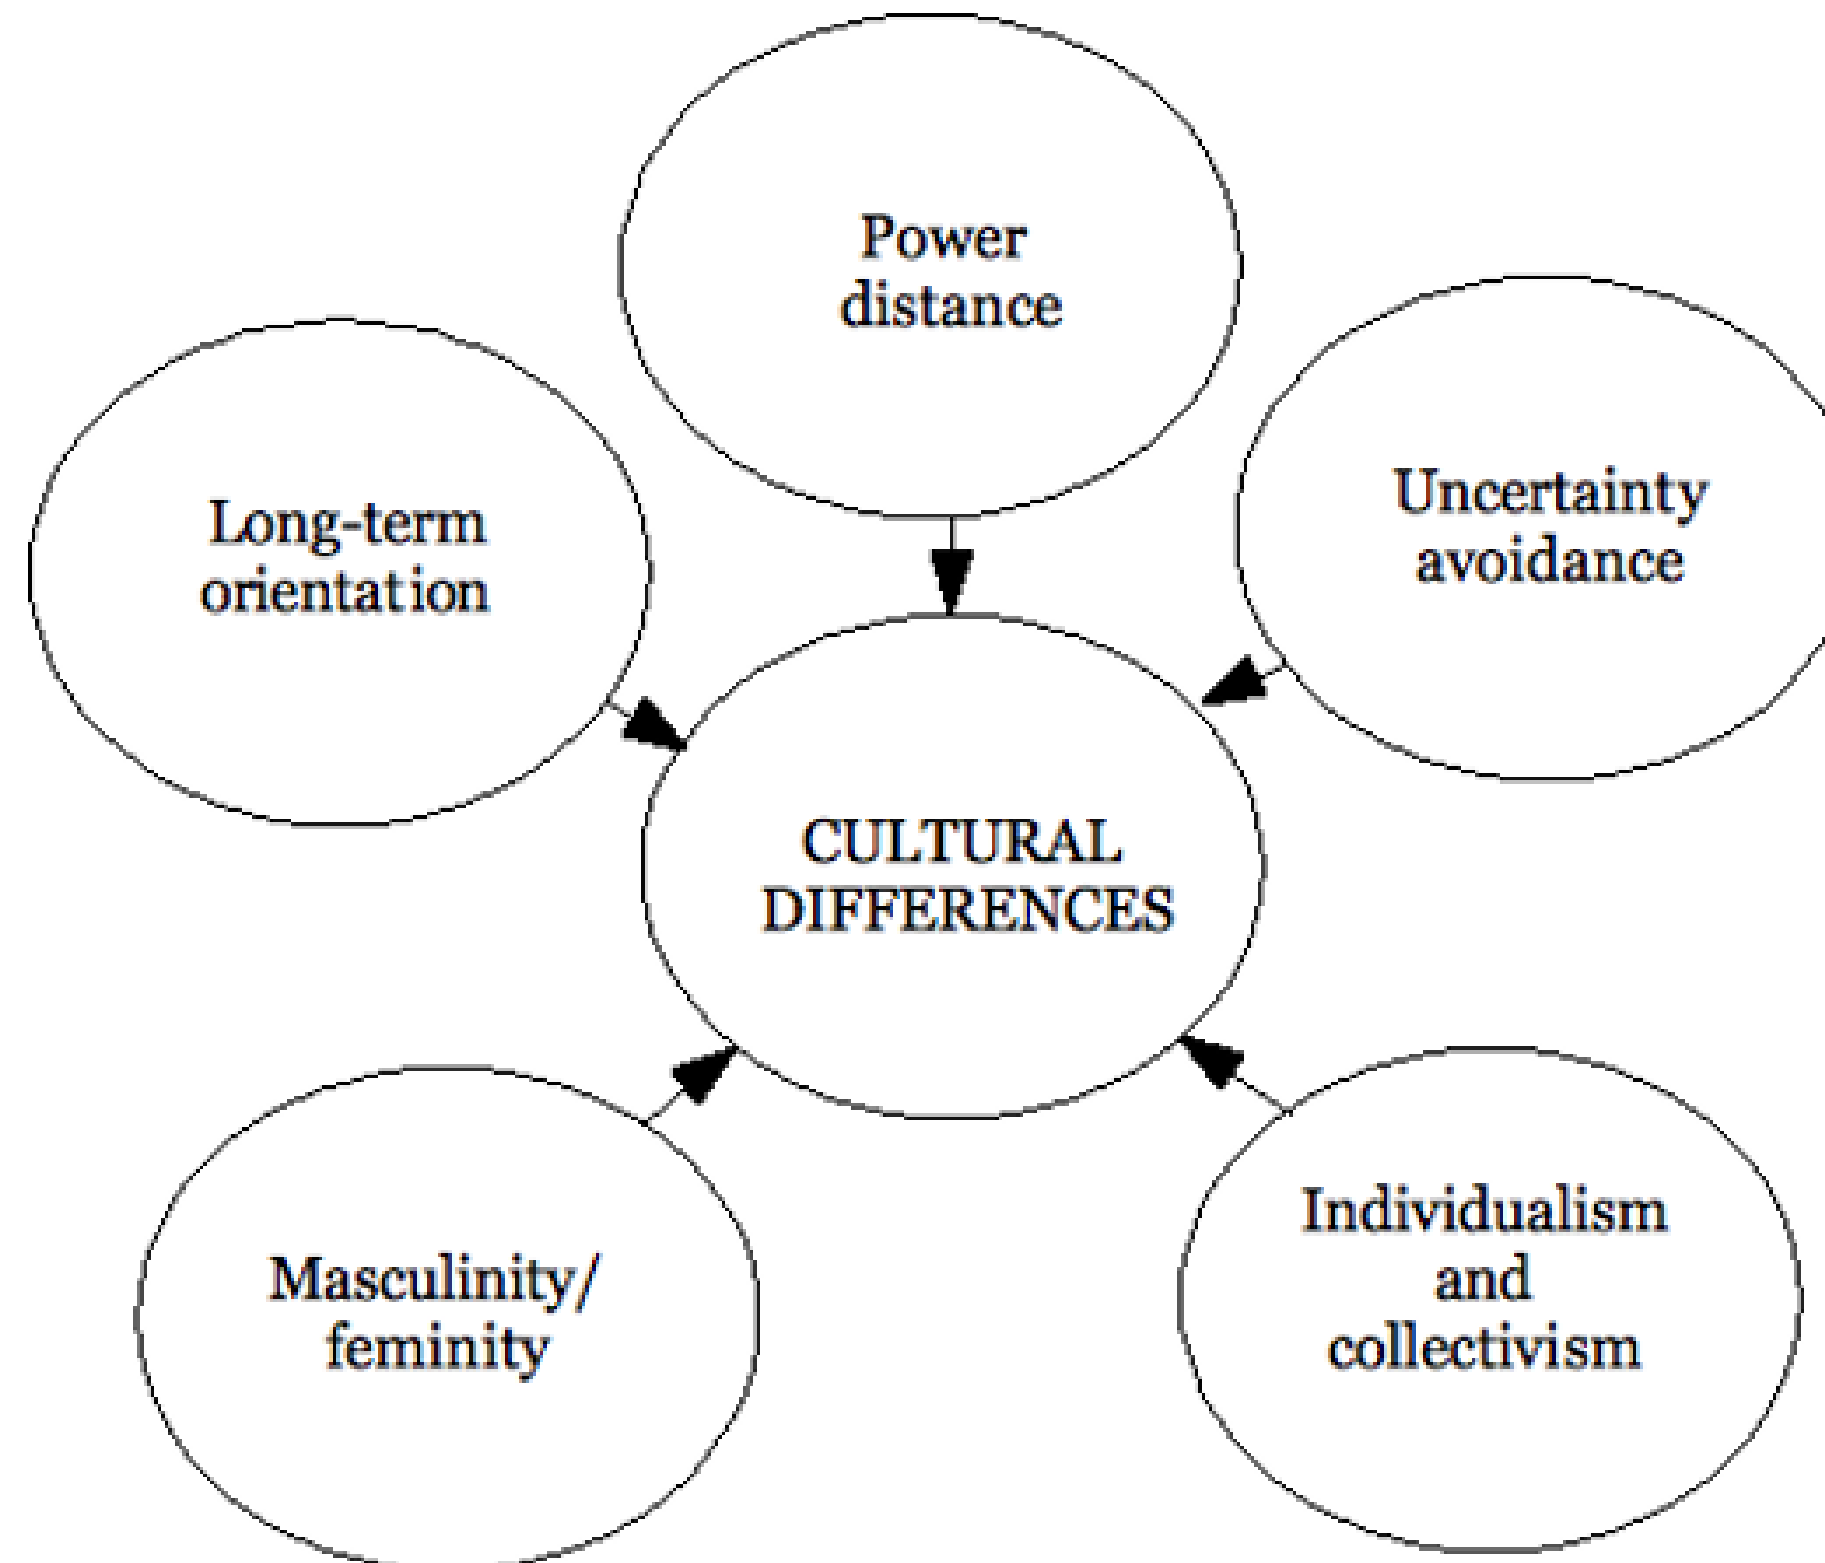 Power
distance
Long-term
orientation
Uncertainty
avoidance
CULTURAL
DIFFERENCES
Masculinity/
feminity
Individualism
and
collectivism